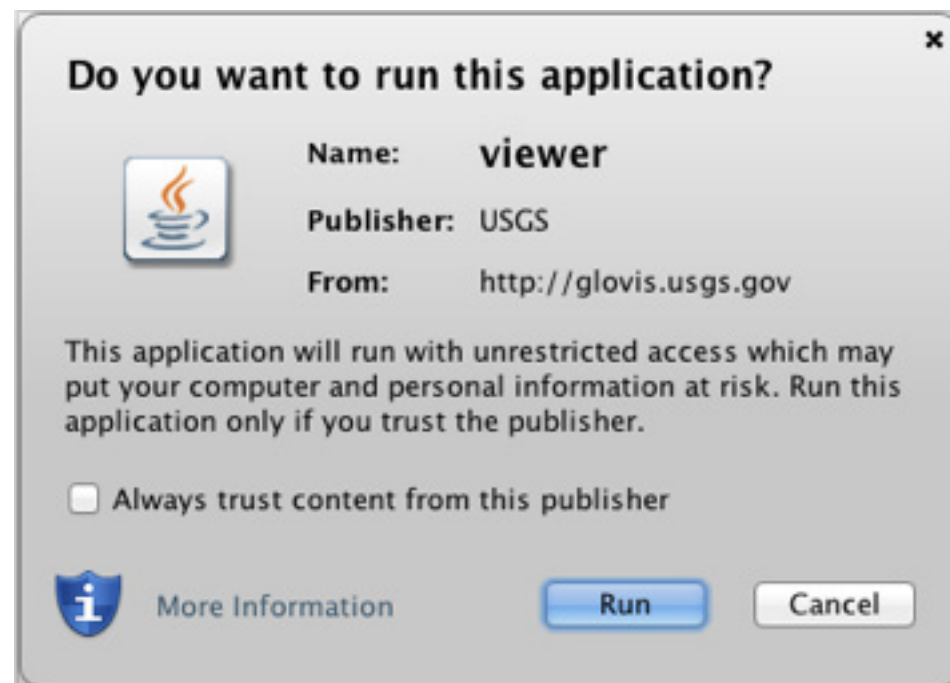 Do you want to run this application?
Name: viewer
Publisher: USGS
From: http://glovis.usgs.gov
This application will run with unrestricted access which may
put your computer and personal information at risk. Run this
application only if you trust the publisher.
Always trust content from this publisher
More Information Run Cancel